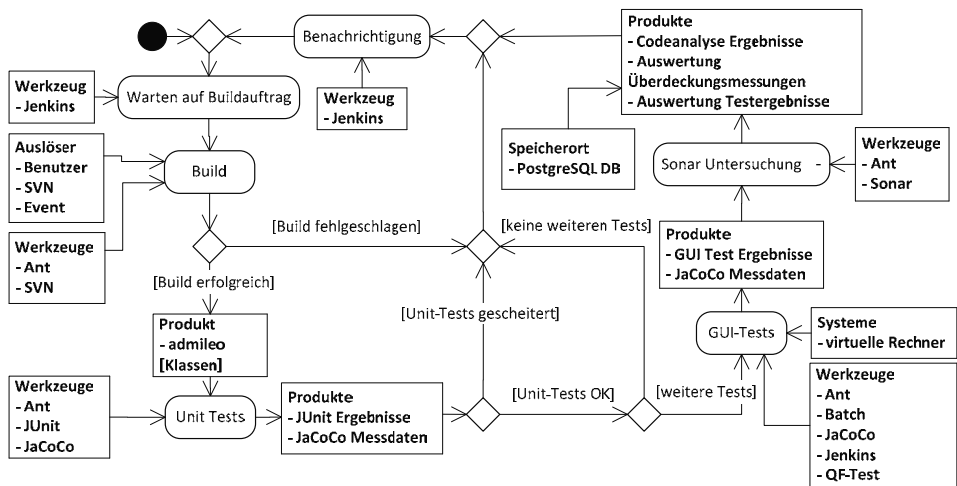 Benachrichtigung
Produkte
- Codeanalyse Ergebnisse
- Auswertung
Überdeckungsmessungen
- Auswertung Testergebnisse
Werkzeug
- Jenkins
Warten auf Buildauftrag
Werkzeug
- Jenkins
Auslöser
- Benutzer
- SVN
- Event
Build
Speicherort
- PostgreSQL DB
Sonar Untersuchung -
Werkzeuge
- Ant
- Sonar
Werkzeuge
- Ant
- SVN
[Build fehlgeschlagen]
[keine weiteren Tests]
Produkte
- GUI Test Ergebnisse
- JaCoCo Messdaten
[Build erfolgreich]
[Unit-Tests gescheitert]
Produkt
- admileo
[Klassen]
GUI-Tests
Systeme
- virtuelle Rechner
Werkzeuge
- Ant
- JUnit
- JaCoCo
Unit Tests
Produkte
- JUnit Ergebnisse
- JaCoCo Messdaten
[Unit-Tests OK]
[weitere Tests]
Werkzeuge
- Ant
- Batch
- JaCoCo
- Jenkins
- QF-Test